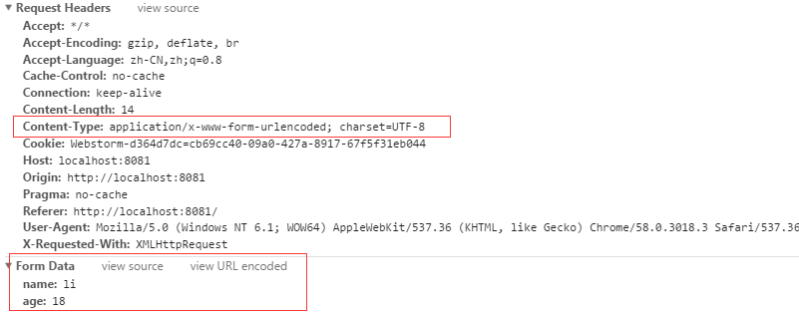 Request Headers view source
Accept: */*
Accept-Encoding: gzip, deflate, br
Accept-Language: zh-CN,zh;q=0.8
Cache-Control: no-cache
Connection: keep-alive
Content-Length: 14
Content-Type: application/x-www-form-urlencoded; charset=UTF-8
Cookie: Webstorm-d364d7dc=cb69cc40-09a0-427a-8917-67f5f31eb044
Host: localhost:8081
Origin: http://localhost:8081
Pragma: no-cache
Referer: http://localhost:8081/
User-Agent: Mozilla/5.0 (Windows NT 6.1; WOW64) AppleWebKit/537.36 (KHTML, like Gecko) Chrome/58.0.3018.3 Safari/537.36
X-Requested-With: XMLHttpRequest
Form Data view source view URL encoded
name: li
age: 18